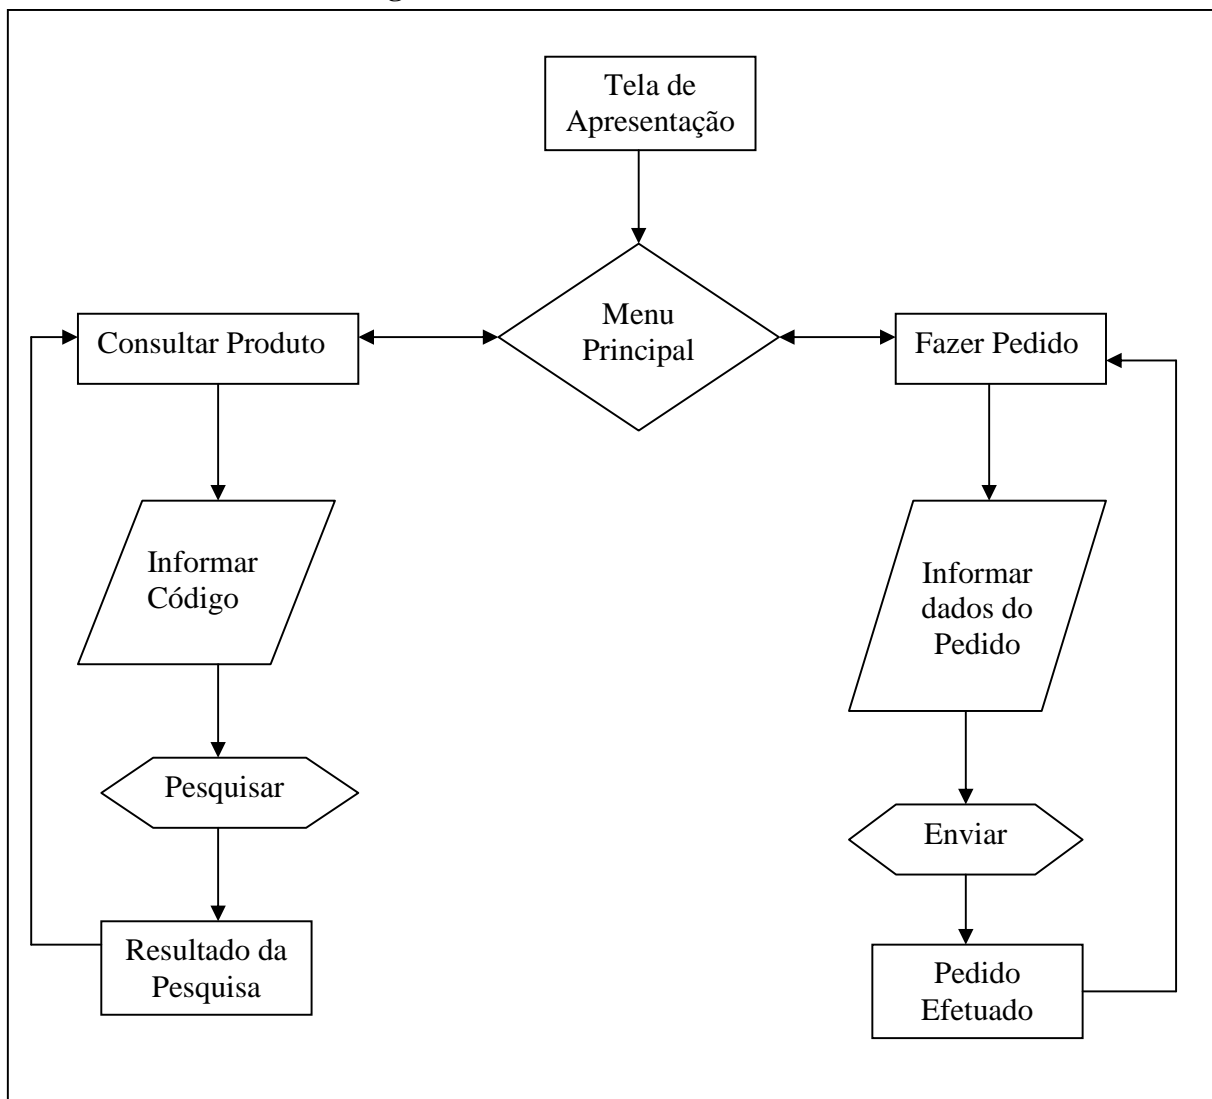 Tela de
Apresentação
Menu
Principal
Consultar Produto
Fazer Pedido
Informar
Código
Informar
dados do
Pedido
Pesquisar
Enviar
Resultado da
Pesquisa
Pedido
Efetuado